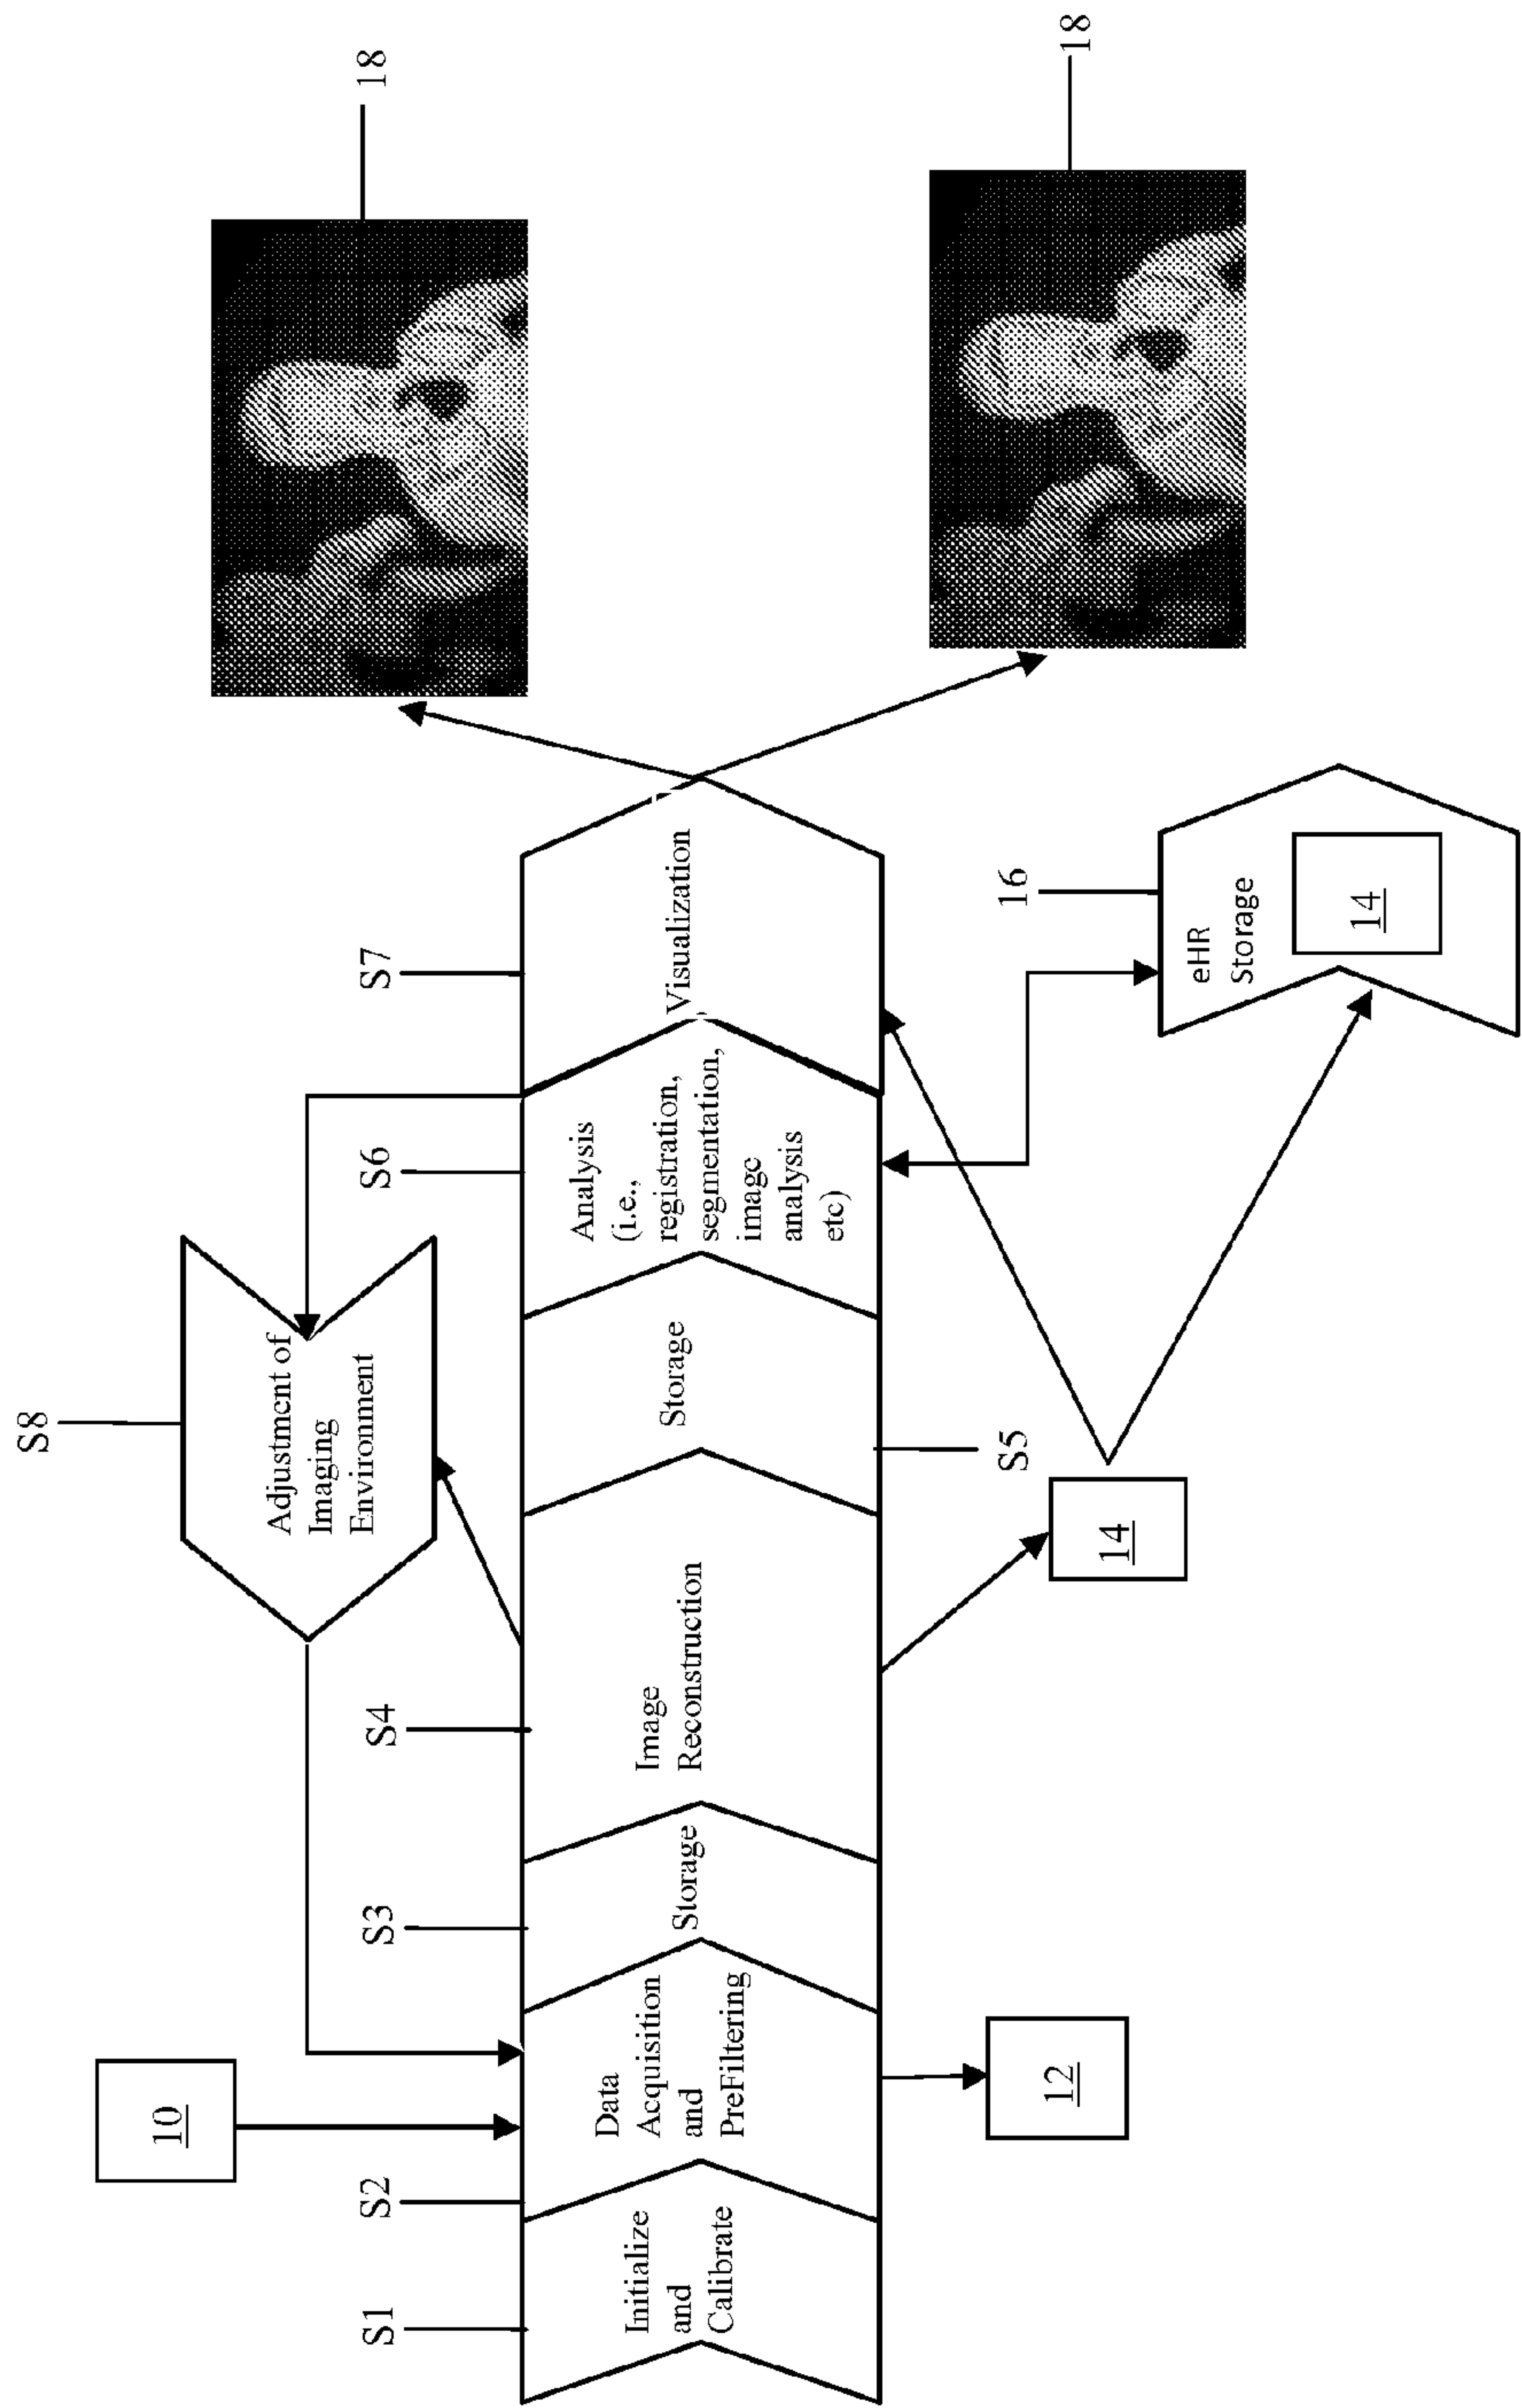 S8
Adjustment of
Imaging
Environment
10
S1
S2
S3
S4
S6
S7
18
Initialize
and
Calibrate
Data
Acquisition
and
PreFiltering
Storage
Image
Reconstruction
Storage
Analysis
(i.e.,
registration,
segmentation,
image
analysis
etc)
Visualization
12
14
S5
16
eHR
Storage
14
18